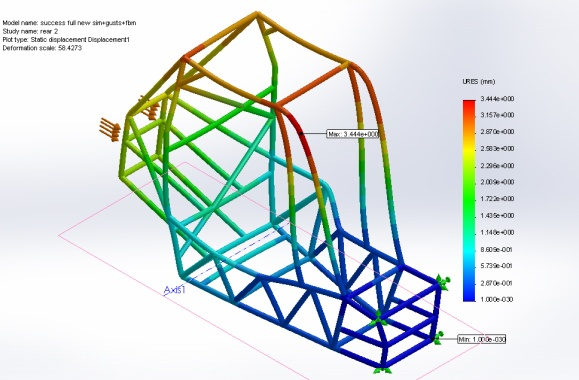 Model name: success full new sim+gusts+fbm
Study name: rear 2
Plot type: Static displacement Displacement1
Deformation scale: 58.4273
URES (mm)
3.444e+000
3.157e+000
2.870e+000
2.583e+000
2.296e+000
2.009e+000
1.722e+000
1.435e+000
1.148e+000
8.609e-001
5.739e-001
2.870e-001
1.000e-030
Max: 3.444e+000
Axis1
Min: 1.000e-030